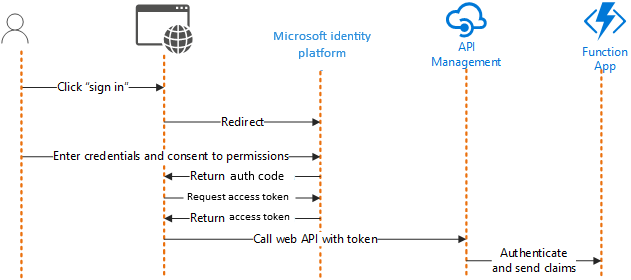 Microsoft identity
platform
API
Management
Function
App
Click "sign in"
Redirect
Enter credentials and consent to permissions
Return auth code
Request access token
Return access token
Call web API with token
Authenticate
and send claims